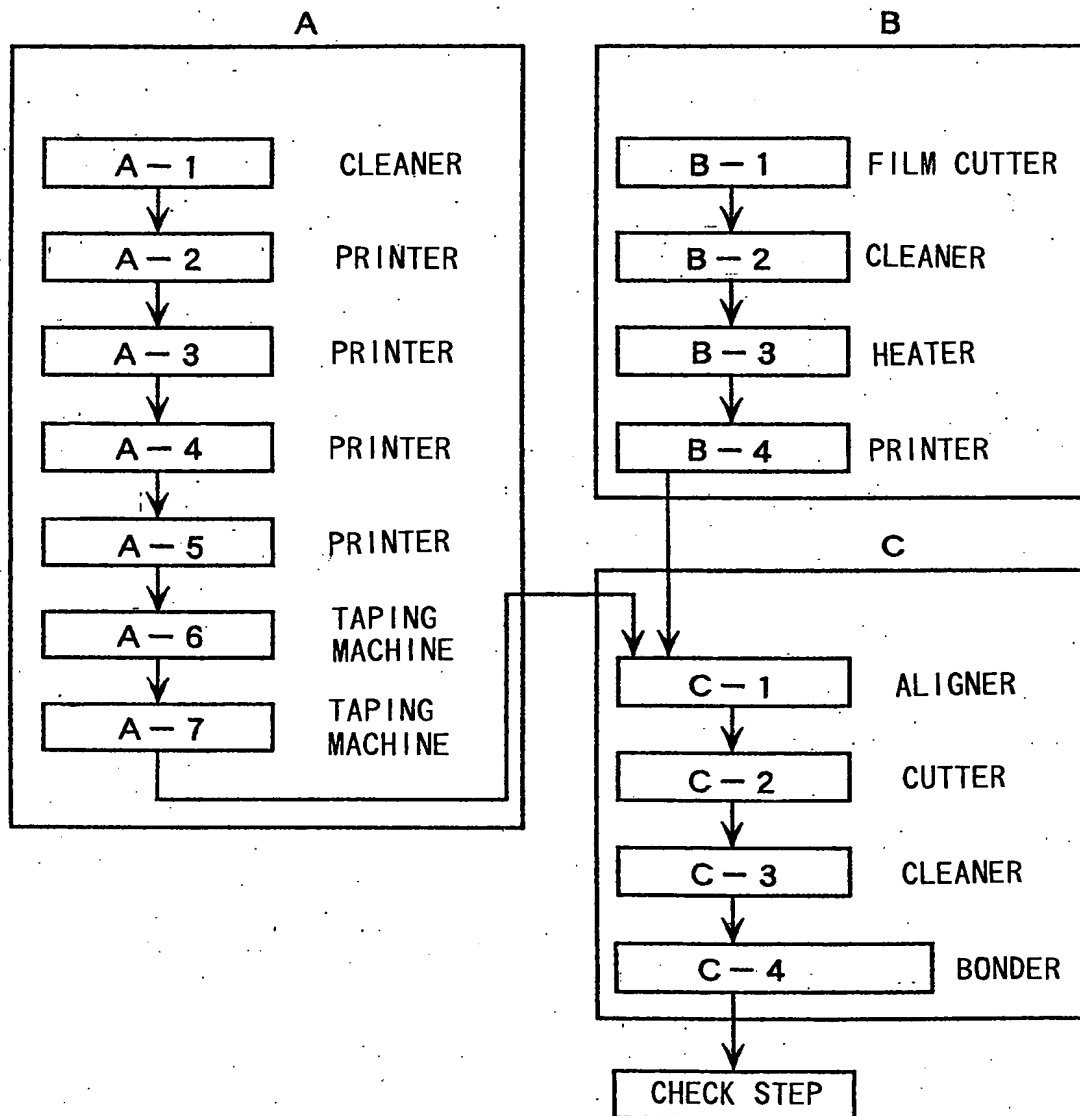 A
A-1 CLEANER
A-2 PRINTER
A-3 PRINTER
A-4 PRINTER
A-5 PRINTER
A-6 TAPING
MACHINE
A-7 TAPING
MACHINE
B
B-1 FILM CUTTER
B-2 CLEANER
B-3 HEATER
B-4 PRINTER
C
C-1 ALIGNER
C-2 CUTTER
C-3 CLEANER
C-4 BONDER
CHECK STEP